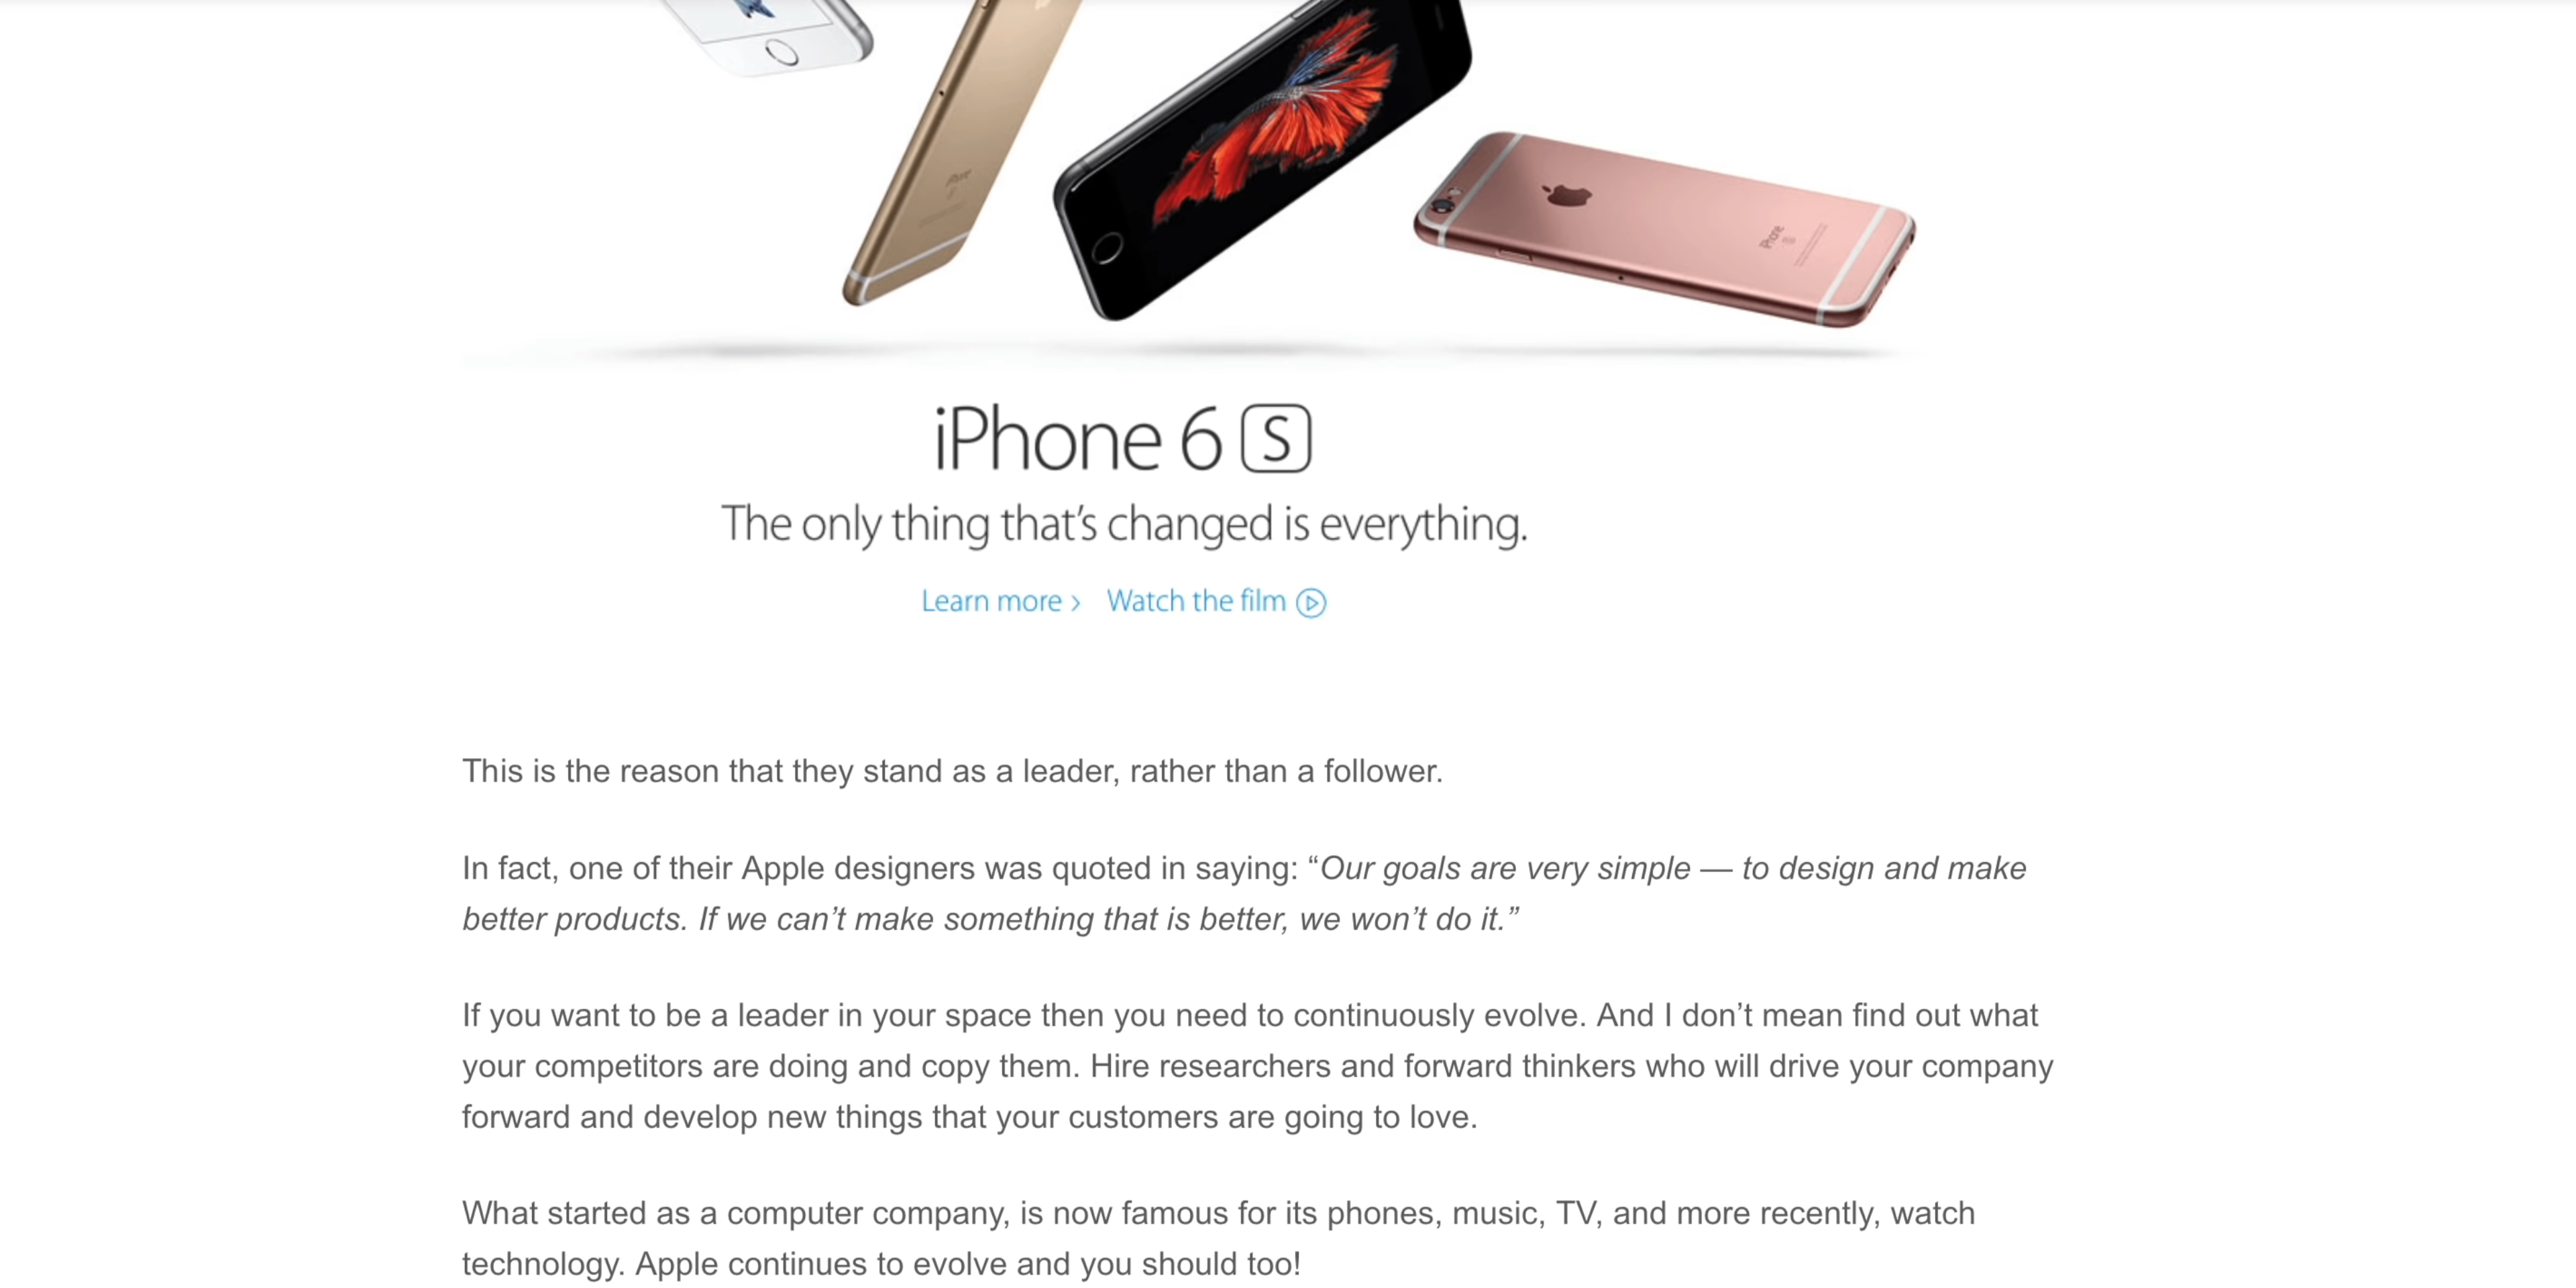 iPhone
iPhone
S
iPhone 6 S
The only thing that’s changed is everything.
Learn more > Watch the film
This is the reason that they stand as a leader, rather than a follower.
In fact, one of their Apple designers was quoted in saying: “Our goals are very simple — to design and make
better products. If we can’t make something that is better, we won’t do it.”
If you want to be a leader in your space then you need to continuously evolve. And I don’t mean find out what
your competitors are doing and copy them. Hire researchers and forward thinkers who will drive your company
forward and develop new things that your customers are going to love.
What started as a computer company, is now famous for its phones, music, TV, and more recently, watch
technology. Apple continues to evolve and you should too!